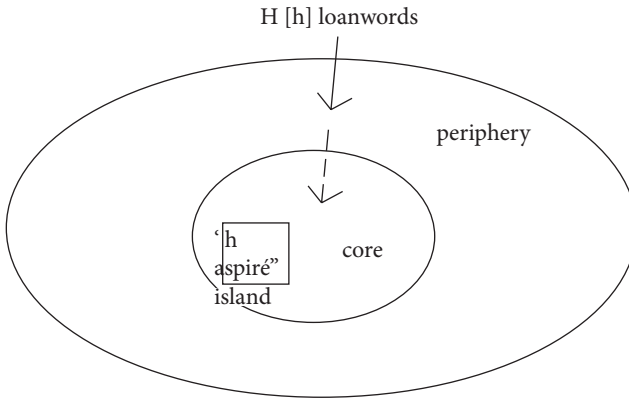 H [h] loanwords
periphery
‘h
core
aspiré”
island